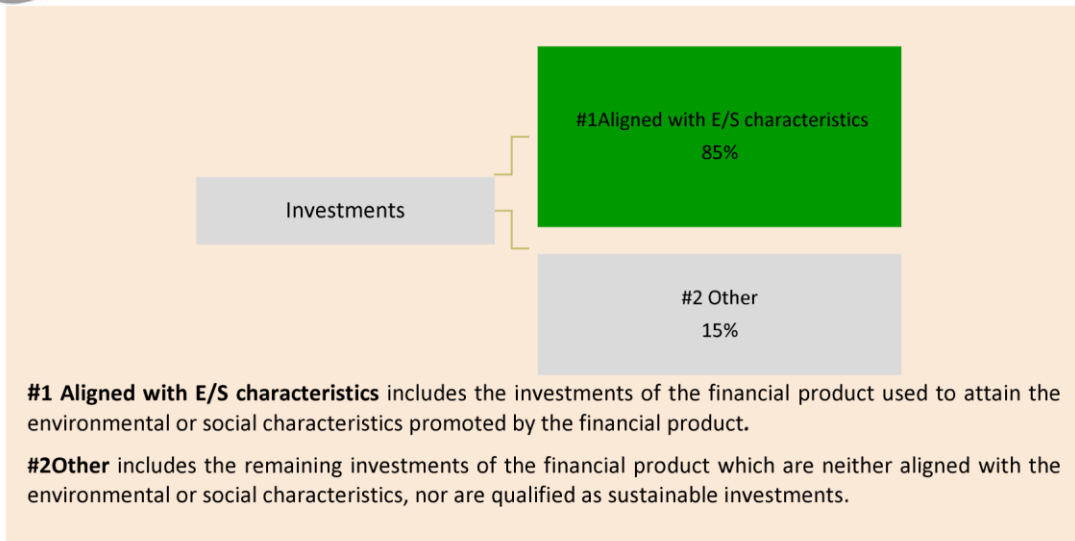 #1Aligned with E/S characteristics
85%
Investments
#2 Other
15%
#1 Aligned with E/S characteristics includes the investments of the financial product used to attain the
environmental or social characteristics promoted by the financial product.
#2Other includes the remaining investments of the financial product which are neither aligned with the
environmental or social characteristics, nor are qualified as sustainable investments.